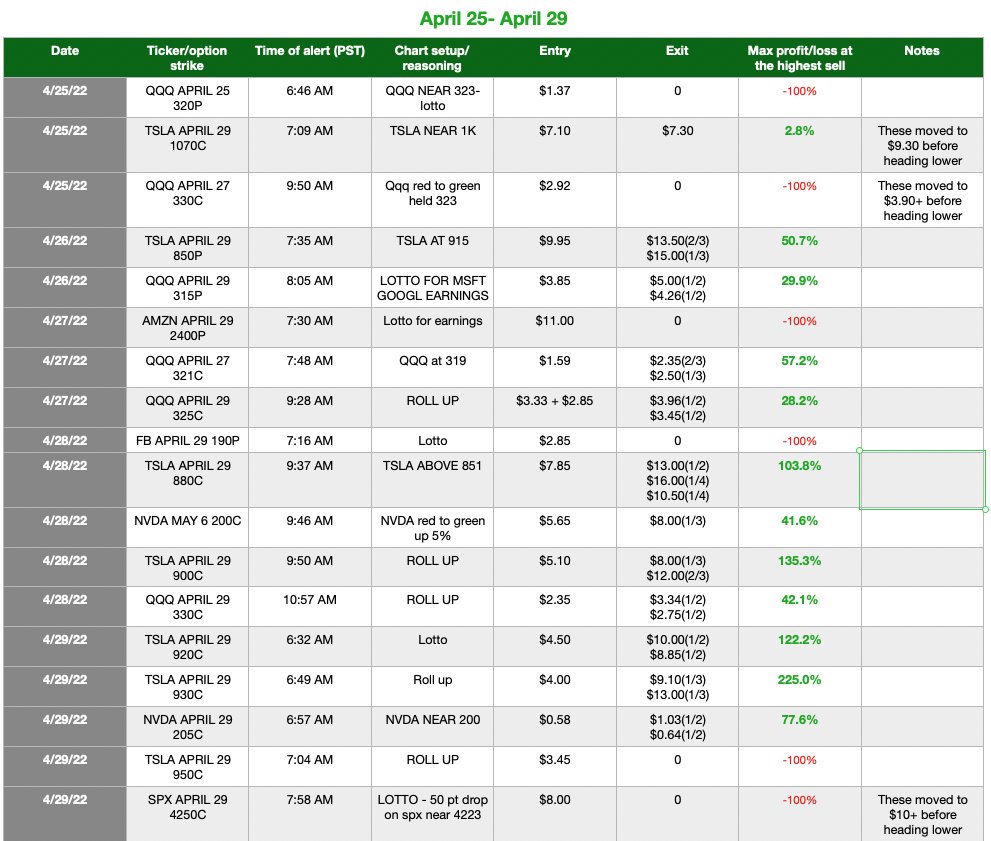 April 25- April 29
Date Ticker/option strike Time of alert (PST) Chart setup/ reasoning Entry Exit Max profit/loss at the highest sell Notes
4/25/22 QQQ APRIL 25 320P 6:46 AM QQQ NEAR 323- lotto $1.37 0 -100%
4/25/22 TSLA APRIL 29 1070C 7:09 AM TSLA NEAR 1K $7.10 $7.30 2.8% These moved to $9.30 before heading lower
4/25/22 QQQ APRIL 27 330C 9:50 AM Qqq red to green held 323 $2.92 0 -100% These moved to $3.90+ before heading lower
4/26/22 TSLA APRIL 29 850P 7:35 AM TSLA AT 915 $9.95 $13.50(2/3) $15.00(1/3) 50.7%
4/26/22 QQQ APRIL 29 315P 8:05 AM LOTTO FOR MSFT GOOGL EARNINGS $3.85 $5.00(1/2) $4.26(1/2) 29.9%
4/27/22 AMZN APRIL 29 2400P 7:30 AM Lotto for earnings $11.00 0 -100%
4/27/22 QQQ APRIL 27 321C 7:48 AM QQQ at 319 $1.59 $2.35(2/3) $2.50(1/3) 57.2%
4/27/22 QQQ APRIL 29 325C 9:28 AM ROLL UP $3.33 + $2.85 $3.96(1/2) $3.45(1/2) 28.2%
4/28/22 FB APRIL 29 190P 7:16 AM Lotto $2.85 0 -100%
4/28/22 TSLA APRIL 29 880C 9:37 AM TSLA ABOVE 851 $7.85 $13.00(1/2) $16.00(1/4) $10.50(1/4) 103.8%
4/28/22 NVDA MAY 6 200C 9:46 AM NVDA red to green up 5% $5.65 $8.00(1/3) 41.6%
4/28/22 TSLA APRIL 29 900C 9:50 AM ROLL UP $5.10 $8.00(1/3) $12.00(2/3) 135.3%
4/28/22 QQQ APRIL 29 330C 10:57 AM ROLL UP $2.35 $3.34(1/2) $2.75(1/2) 42.1%
4/29/22 TSLA APRIL 29 920C 6:32 AM Lotto $4.50 $10.00(1/2) $8.85(1/2) 122.2%
4/29/22 TSLA APRIL 29 930C 6:49 AM Roll up $4.00 $9.10(1/3) $13.00(1/3) 225.0%
4/29/22 NVDA APRIL 29 205C 6:57 AM NVDA NEAR 200 $0.58 $1.03(1/2) $0.64(1/2) 77.6%
4/29/22 TSLA APRIL 29 950C 7:04 AM ROLL UP $3.45 0 -100%
4/29/22 SPX APRIL 29 4250C 7:58 AM LOTTO - 50 pt drop on spx near 4223 $8.00 0 -100% These moved to $10+ before heading lower